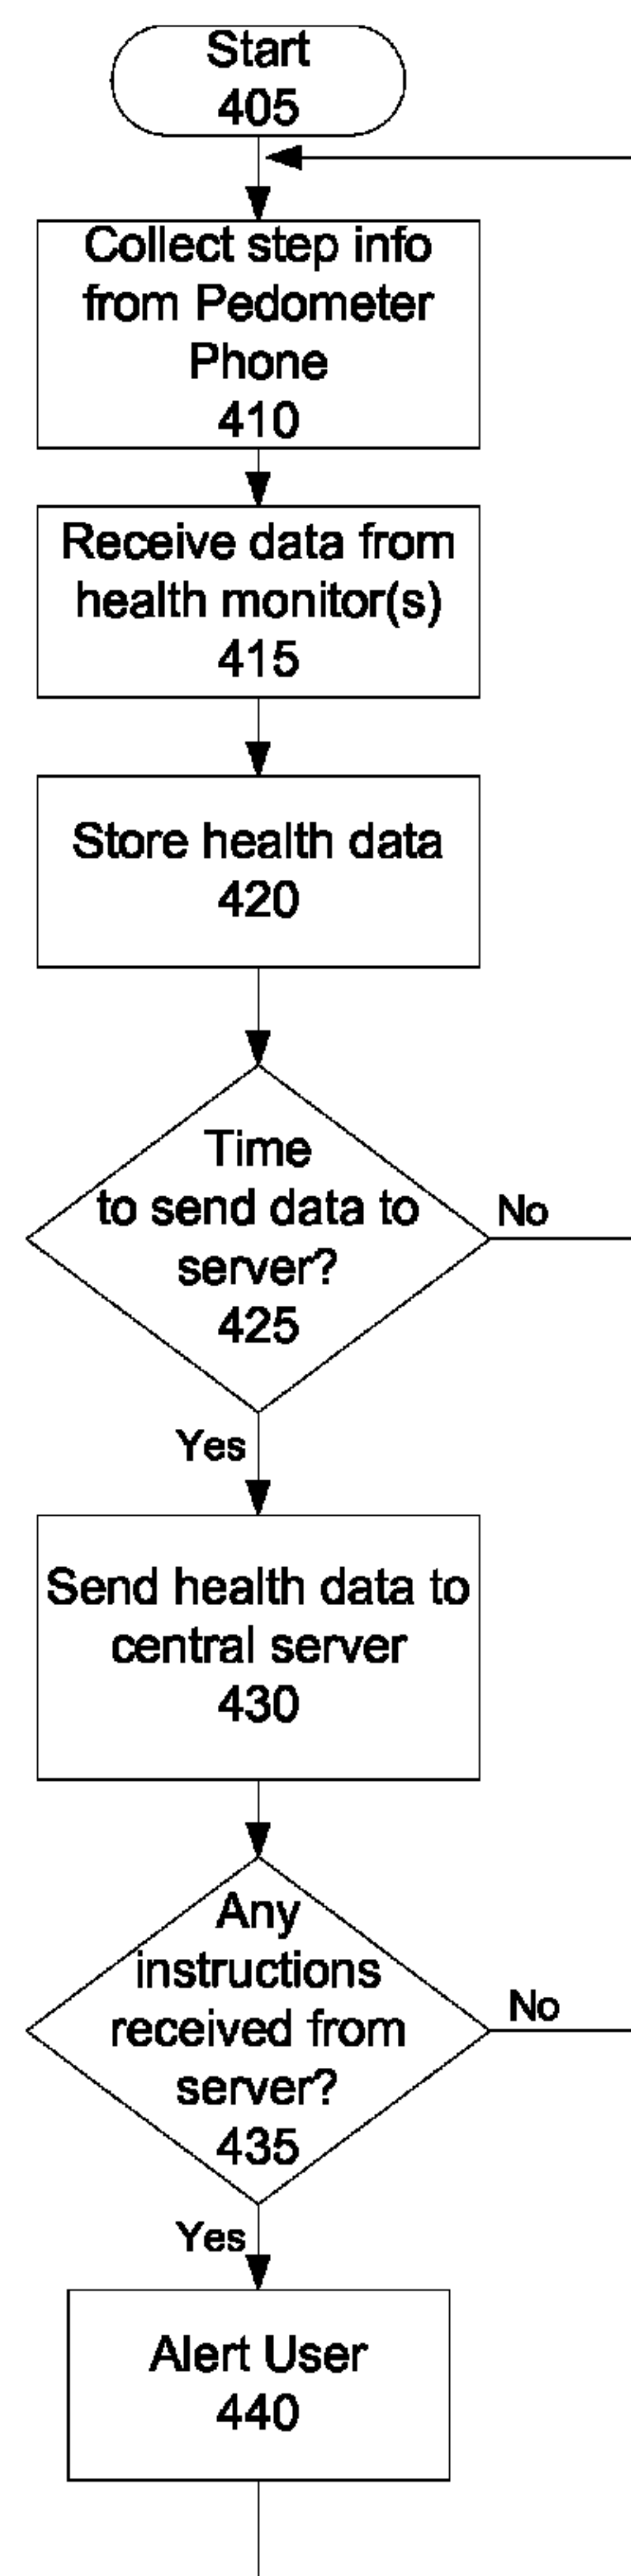 Start
405
Collect step info
from Pedometer
Phone
410
Receive data from
health monitor(s)
415
Store health data
420
Time
to send data to
server?
425
No
Yes
Send health data to
central server
430
Any
instructions
received from
server?
435
No
Yes
Alert User
440